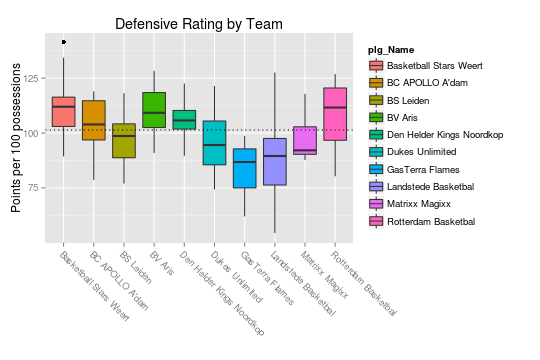 Defensive Rating by Team
Points per 100 possessions
125
100
75
Basketball Stars Weert
BC APOLLO A'dam
BS Leiden
BV Aris
Den Helder Kings Noordkop
Dukes Unlimited
GasTerra Flames
Landstede Basketbal
Matrixx Magixx
Rotterdam Basketbal
plg_Name
Basketball Stars Weert
BC APOLLO A'dam
BS Leiden
BV Aris
Den Helder Kings Noordkop
Dukes Unlimited
GasTerra Flames
Landstede Basketbal
Matrixx Magixx
Rotterdam Basketbal